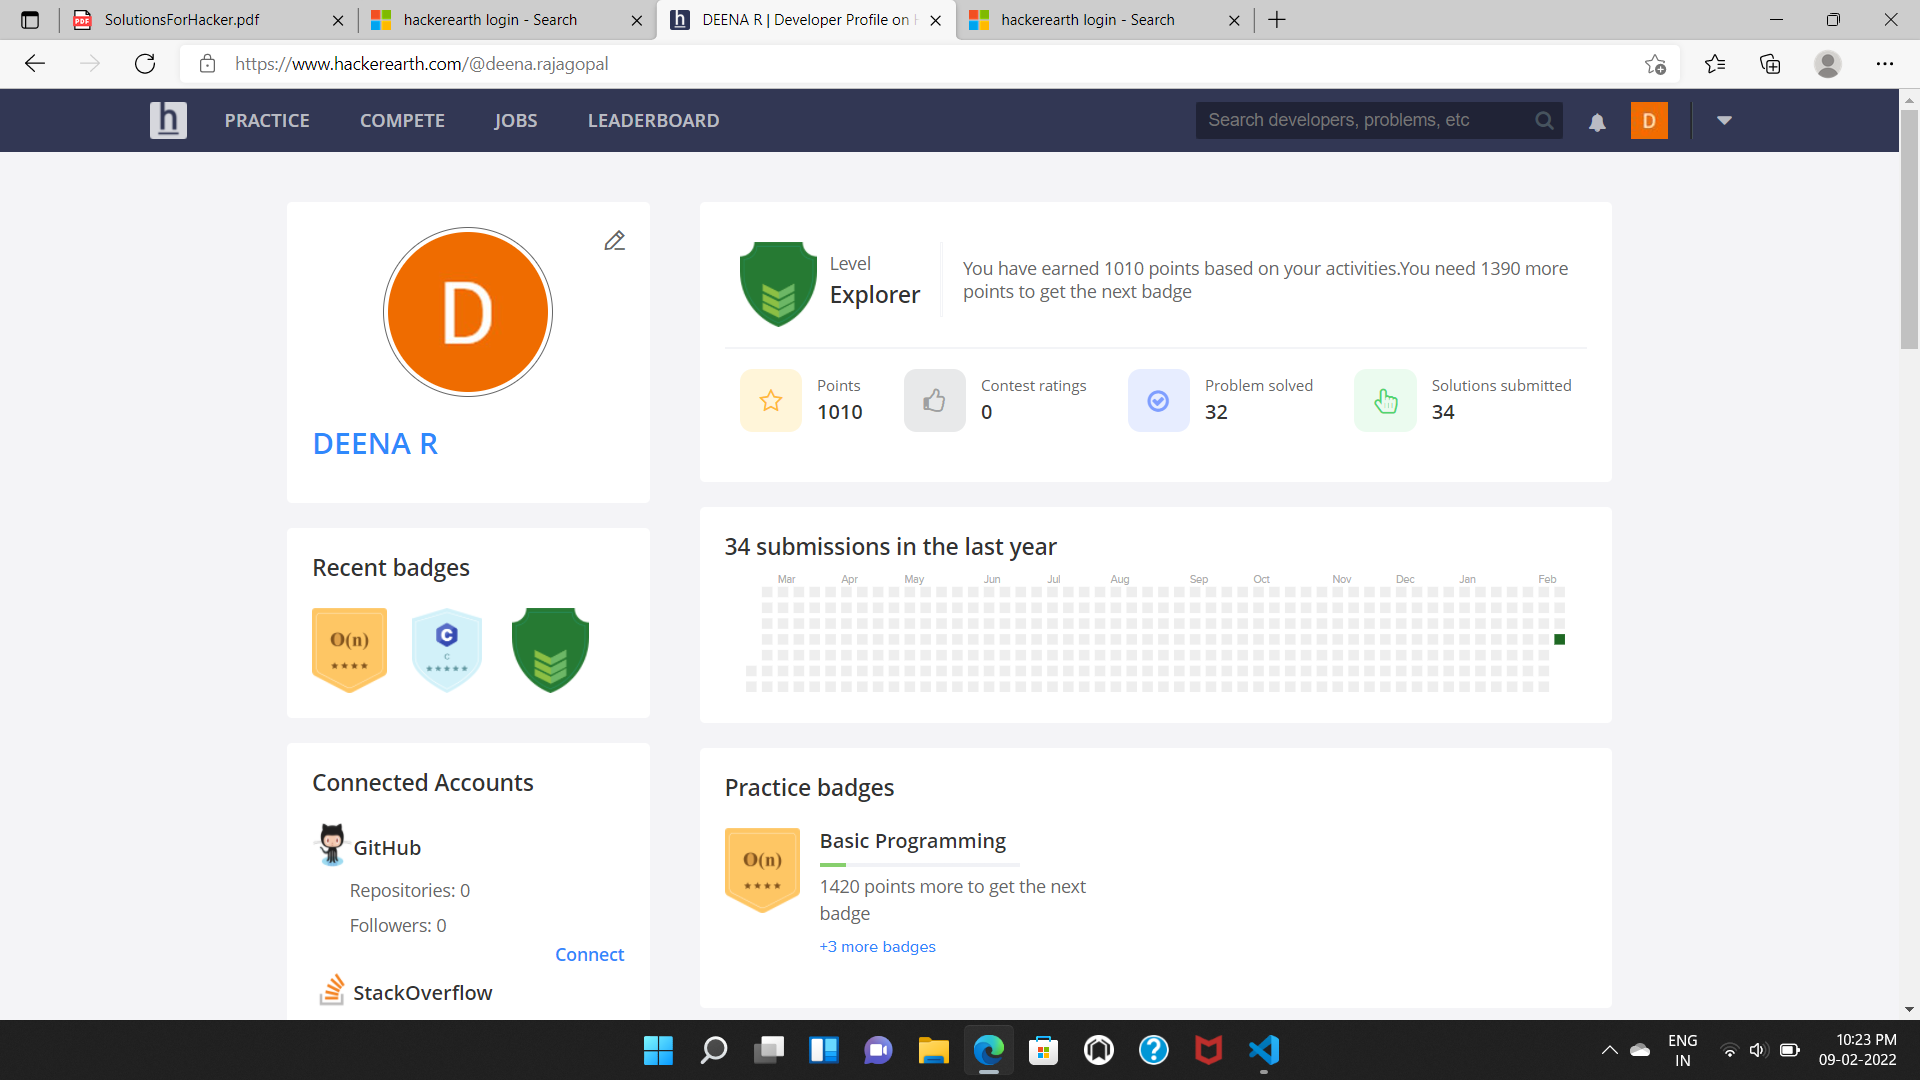 SolutionsForHacker.pdf
hackerearth login - Search
DEENA R | Developer Profile on
hackerearth login - Search
https://www.hackerearth.com/@deena.rajagopal
h
PRACTICE COMPETE JOBS LEADERBOARD
Search developers, problems, etc
D
D
DEENA R
Level
Explorer
You have earned 1010 points based on your activities.You need 1390 more
points to get the next badge
Points
1010
Contest ratings
0
Problem solved
32
Solutions submitted
34
Recent badges
O(n)
C
C
34 submissions in the last year
Mar Apr May Jun Jul Aug Sep Oct Nov Dec Jan Feb
Connected Accounts
GitHub
Repositories: 0
Followers: 0
Connect
StackOverflow
Practice badges
O(n)
Basic Programming
1420 points more to get the next
badge
+3 more badges
ENG
IN
10:23 PM
09-02-2022